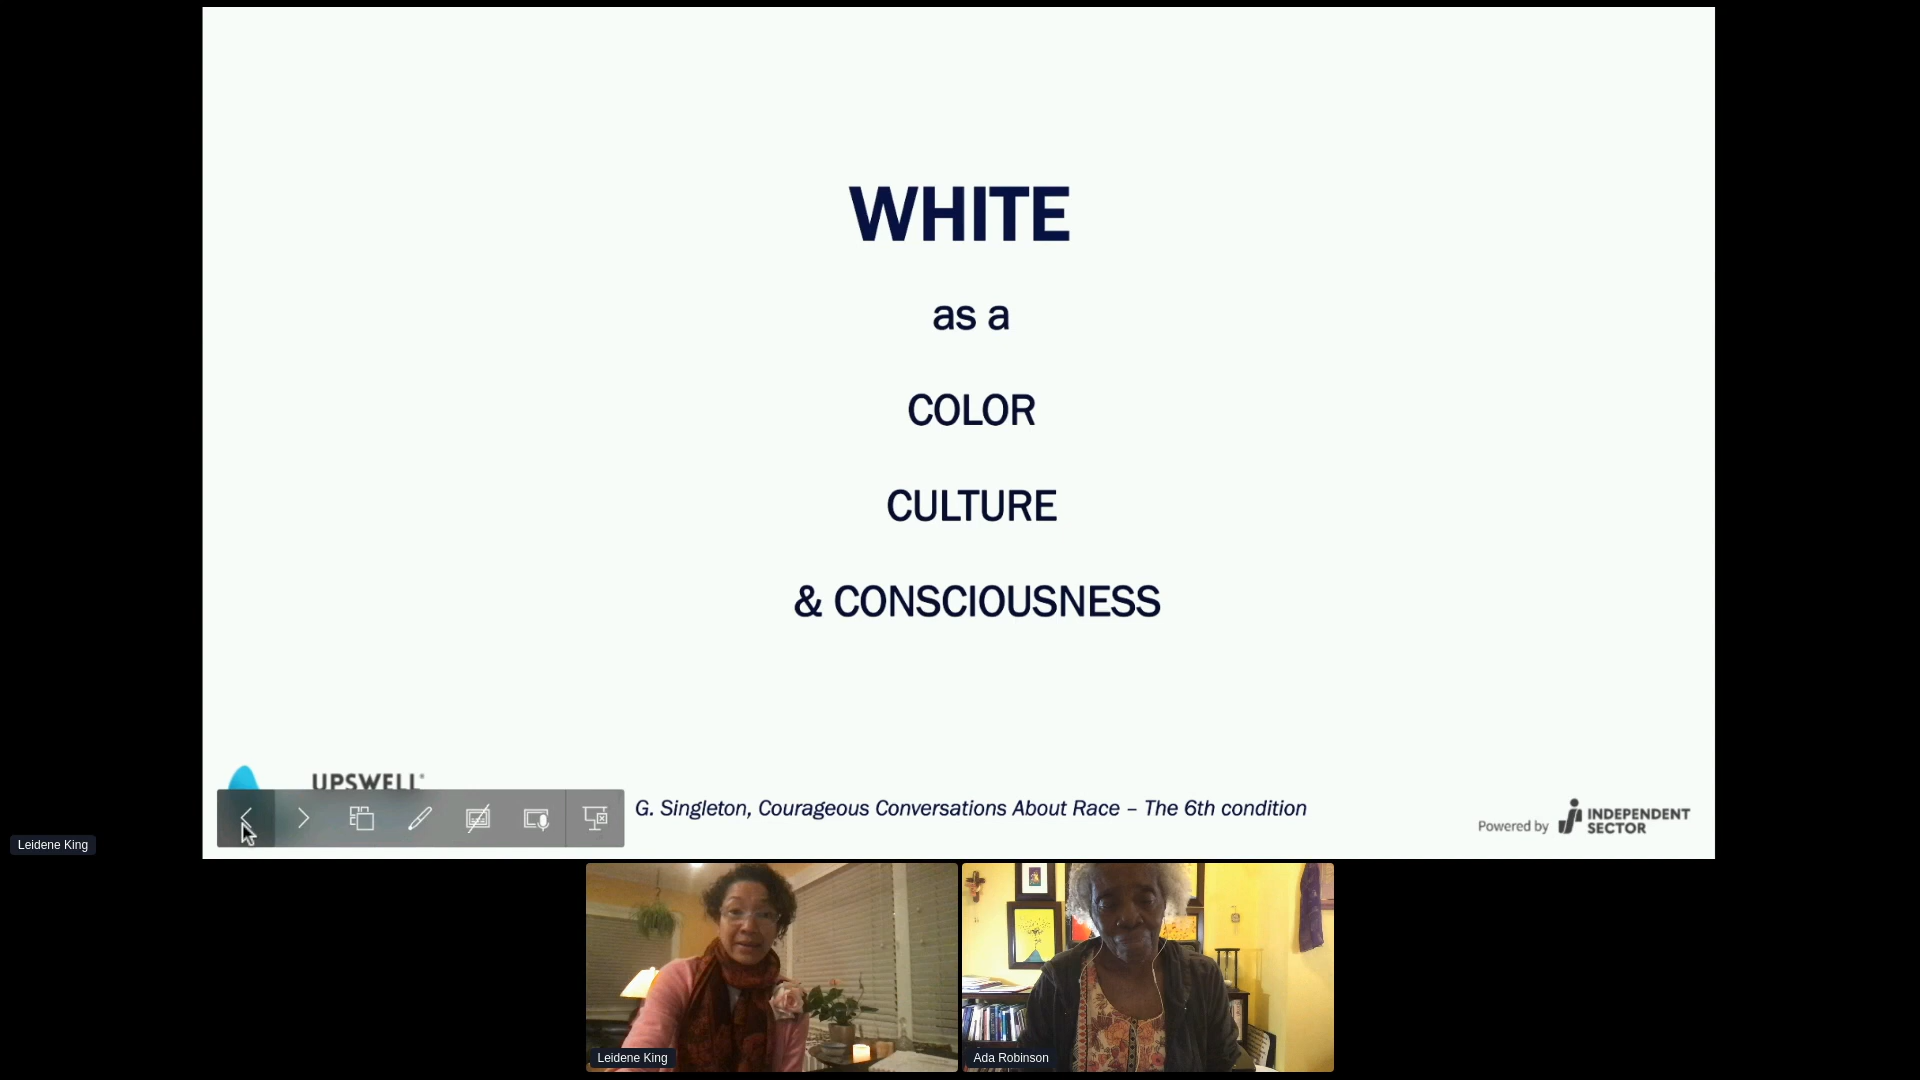 WHITE
as a
COLOR
CULTURE
& CONSCIOUSNESS
UPSWELL®
G. Singleton, Courageous Conversations About Race – The 6th condition
Powered by INDEPENDENT
SECTOR
Leidene King
Leidene King
Ada Robinson